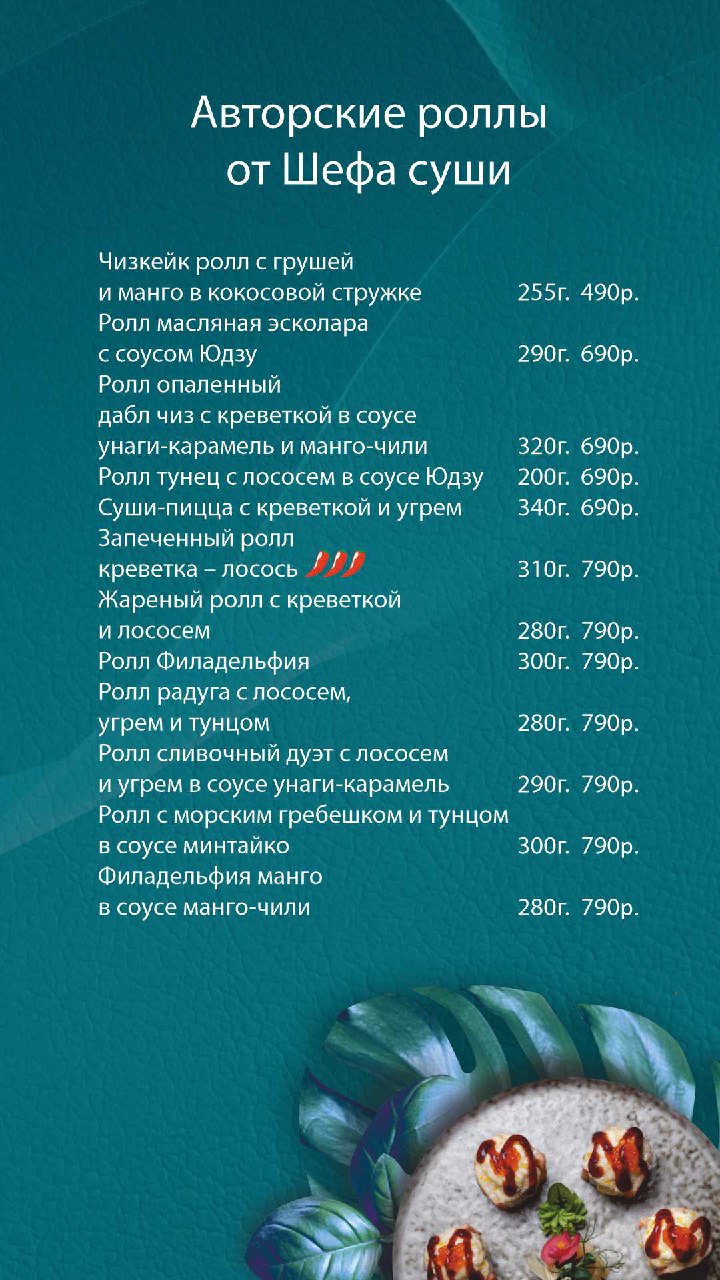 Авторские роллы
от Шефа суши
Чизкейк ролл с грушей
и манго в кокосовой стружке 255г. 490р.
Ролл масляная эсколара
с соусом Юдзу 290г. 690р.
Ролл опаленный
дабл чиз с креветкой в соусе
унаги-карамель и манго-чили 320г. 690р.
Ролл тунец с лососем в соусе Юдзу 200г. 690р.
Суши-пицца с креветкой и угрем 340г. 690р.
Запеченный ролл
креветка – лосось 310г. 790р.
Жареный ролл с креветкой
и лососем 280г. 790р.
Ролл Филадельфия 300г. 790р.
Ролл радуга с лососем,
угрем и тунцом 280г. 790р.
Ролл сливочный дуэт с лососем
и угрем в соусе унаги-карамель 290г. 790р.
Ролл с морским гребешком и тунцом
в соусе минтайко 300г. 790р.
Филадельфия манго
в соусе манго-чили 280г. 790р.